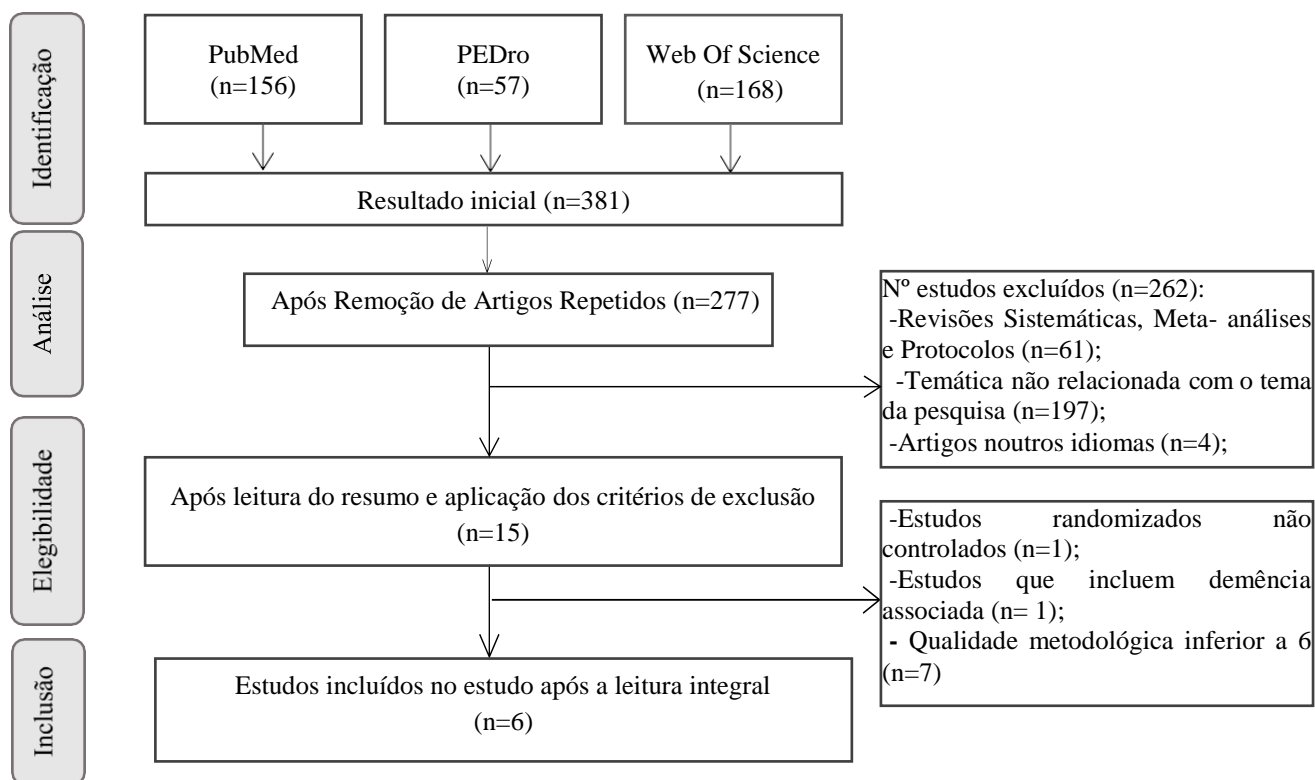 Identificação
PubMed
(n=156)
PEDro
(n=57)
Web Of Science
(n=168)
Resultado inicial (n=381)
Análise
Após Remoção de Artigos Repetidos (n=277)
Nº estudos excluídos (n=262):
-Revisões Sistemáticas, Meta- análises
e Protocolos (n=61);
-Temática não relacionada com o tema
da pesquisa (n=197);
-Artigos noutros idiomas (n=4);
Elegibilidade
Após leitura do resumo e aplicação dos critérios de exclusão
(n=15)
-Estudos randomizados não
controlados (n=1);
-Estudos que incluem demência
associada (n= 1);
- Qualidade metodológica inferior a 6
(n=7)
Inclusão
Estudos incluídos no estudo após a leitura integral
(n=6)